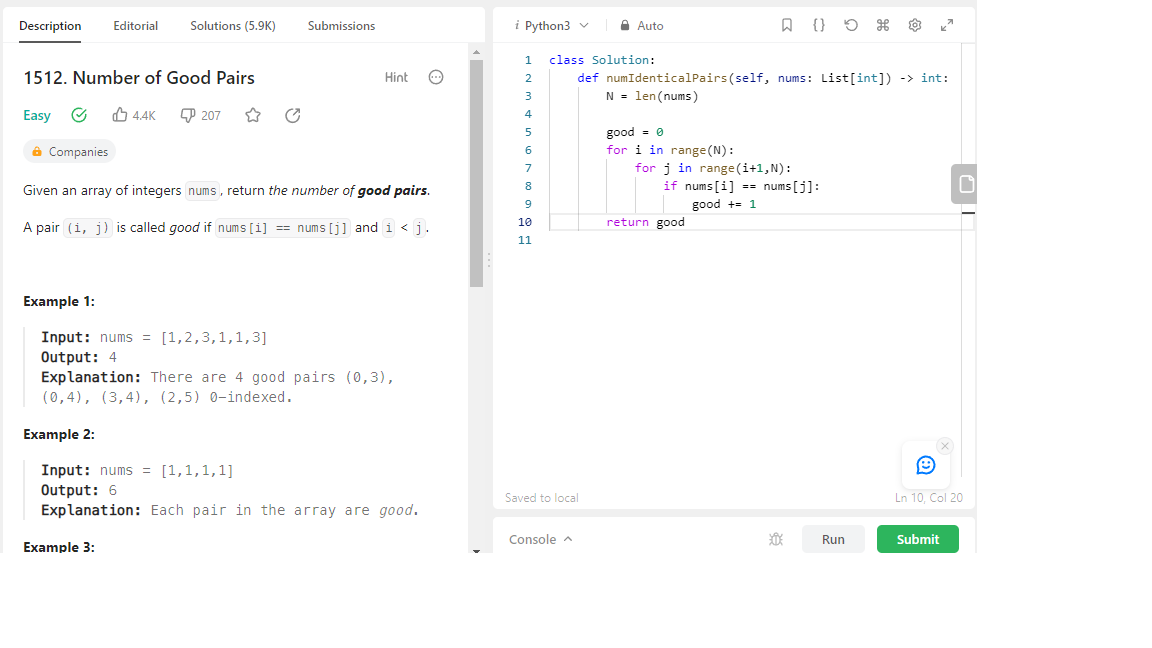 Description Editorial Solutions (5.9K) Submissions
1512. Number of Good Pairs Hint
Easy 4.4K 207
Companies
Given an array of integers nums, return the number of good pairs.
A pair (i, j) is called good if nums[i] == nums[j] and i < j.
Example 1:
Input: nums = [1,2,3,1,1,3]
Output: 4
Explanation: There are 4 good pairs (0,3),
(0,4), (3,4), (2,5) 0-indexed.
Example 2:
Input: nums = [1,1,1,1]
Output: 6
Explanation: Each pair in the array are good.
Example 3:
i Python3 Auto
1 class Solution:
2 def numIdenticalPairs(self, nums: List[int]) -> int:
3 N = len(nums)
4
5 good = 0
6 for i in range(N):
7 for j in range(i+1,N):
8 if nums[i] == nums[j]:
9 good += 1
10 return good
11
Saved to local Ln 10, Col 20
Console Run Submit